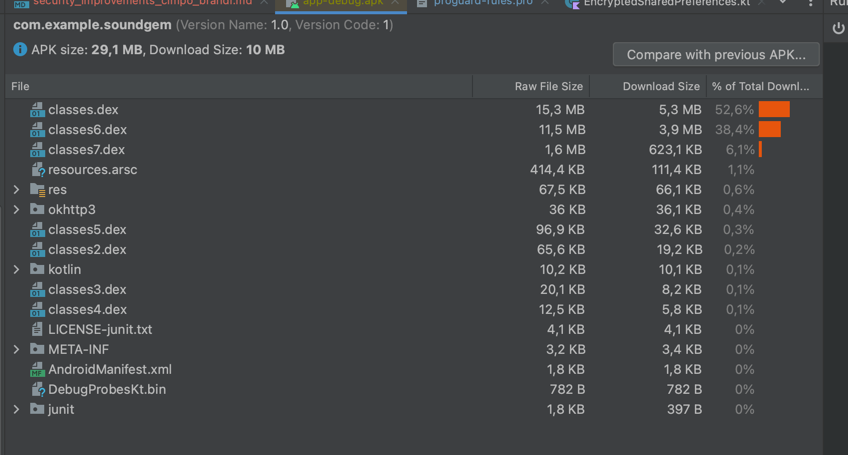 security_improvements_cimpo_brandi.md app-debug.apk proguard-rules.pro EncryptedSharedPreferences.kt Run
com.example.soundgem (Version Name: 1.0, Version Code: 1)
APK size: 29,1 MB, Download Size: 10 MB
Compare with previous APK...
File Raw File Size Download Size % of Total Downl...
classes.dex 15,3 MB 5,3 MB 52,6%
classes6.dex 11,5 MB 3,9 MB 38,4%
classes7.dex 1,6 MB 623,1 KB 6,1%
resources.arsc 414,4 KB 111,4 KB 1,1%
res 67,5 KB 66,1 KB 0,6%
okhttp3 36 KB 36,1 KB 0,4%
classes5.dex 96,9 KB 32,6 KB 0,3%
classes2.dex 65,6 KB 19,2 KB 0,2%
kotlin 10,2 KB 10,1 KB 0,1%
classes3.dex 20,1 KB 8,2 KB 0,1%
classes4.dex 12,5 KB 5,8 KB 0,1%
LICENSE-junit.txt 4,1 KB 4,1 KB 0%
META-INF 3,2 KB 3,4 KB 0%
AndroidManifest.xml 1,8 KB 1,8 KB 0%
DebugProbesKt.bin 782 B 782 B 0%
junit 1,8 KB 397 B 0%